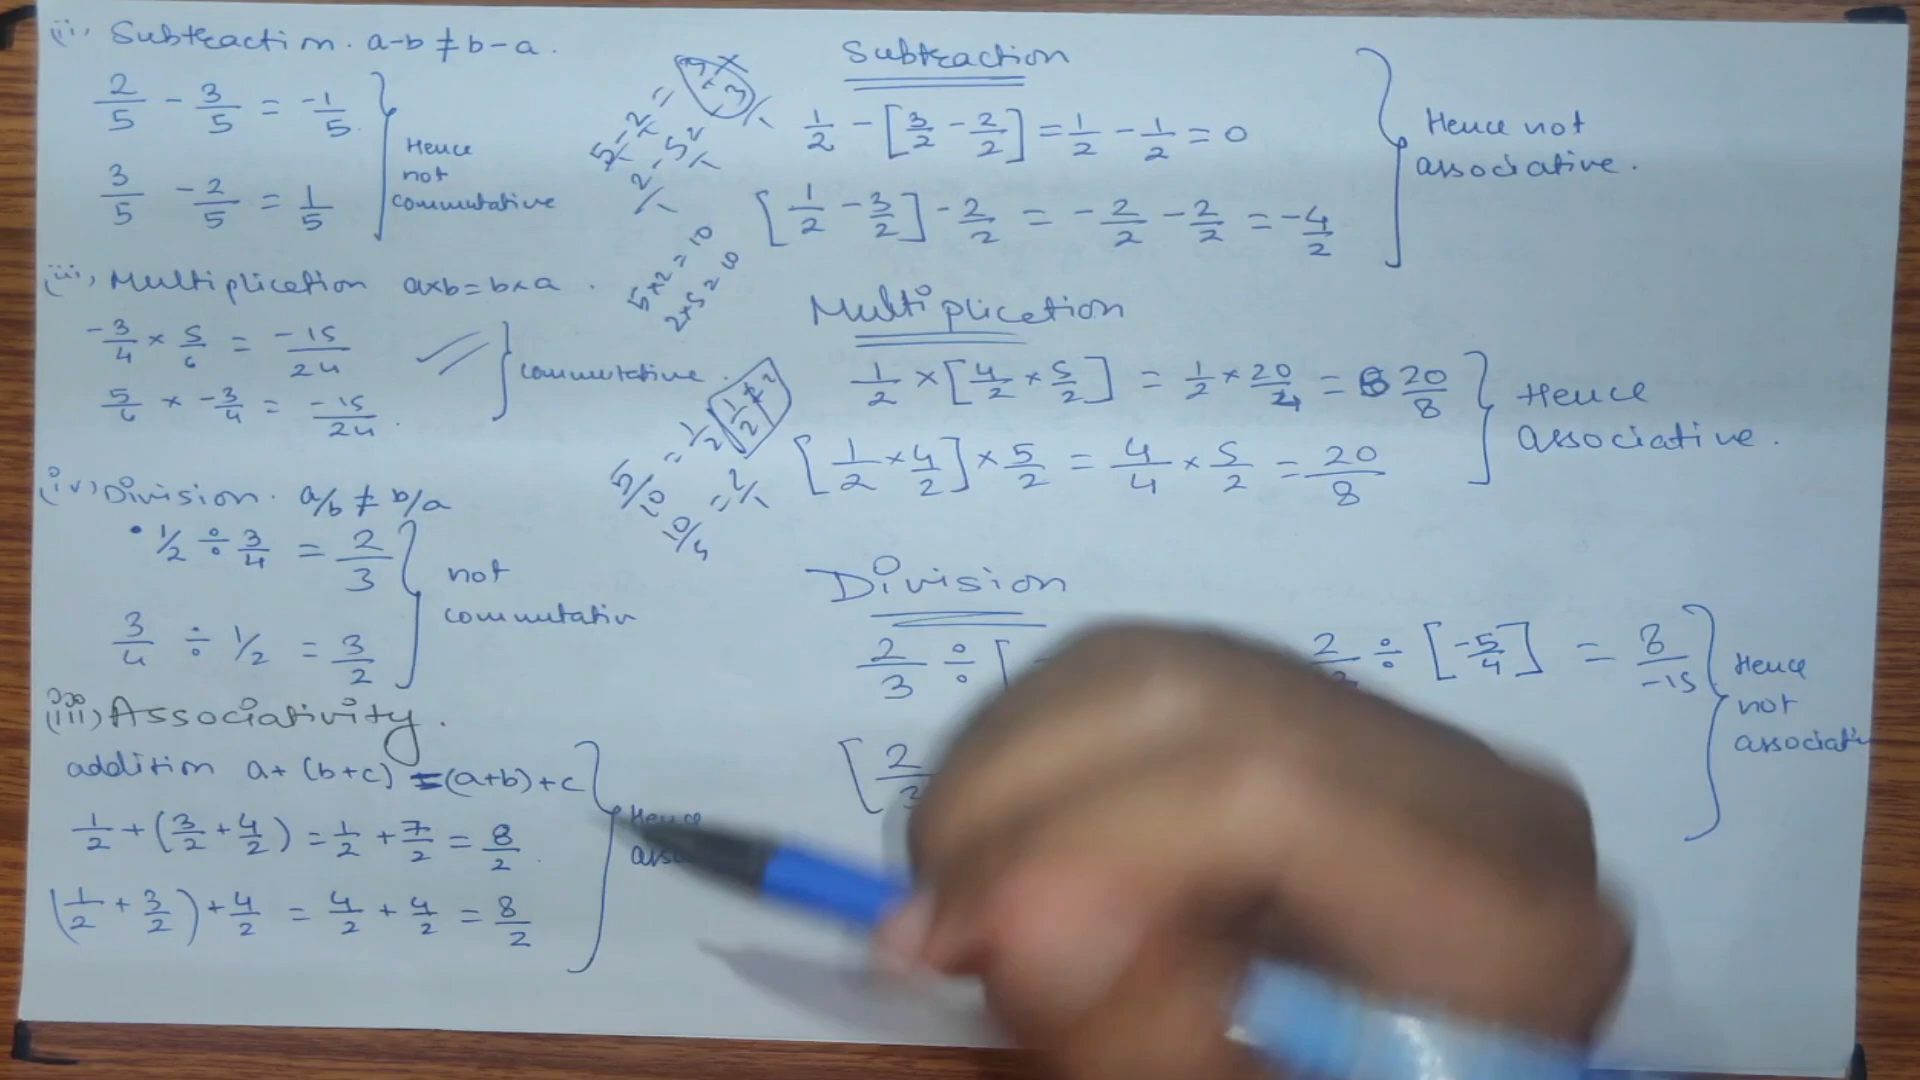 (ii) Subtraction. a-b ≠ b-a.
2/5 - 3/5 = -1/5
3/5 - 2/5 = 1/5
Hence
not
commutative
(iii) Multiplication a×b=b×a.
-3/4 × 5/6 = -15/24
5/6 × -3/4 = -15/24.
commutative.
(iv) Division. a/b ≠ b/a
• 1/2 ÷ 3/4 = 2/3
3/4 ÷ 1/2 = 3/2
not
commutativ
(iii) Associativity.
addition a+(b+c) =(a+b)+c
1/2 + (3/2 + 4/2) = 1/2 + 7/2 = 8/2.
(1/2 + 3/2) + 4/2 = 4/2 + 4/2 = 8/2
Hence
5×2=10
Subtraction
1/2 - [3/2 - 2/2] = 1/2 - 1/2 = 0
[1/2 - 3/2] - 2/2 = -2/2 - 2/2 = -4/2
Hence not
associative.
Multiplication
1/2 × [4/2 × 5/2] = 1/2 × 20/4 = 20/8
[1/2 × 4/2] × 5/2 = 4/4 × 5/2 = 20/8
Hence
associative.
5/10 = 1/2
Division
2/3 ÷ [
÷ [-5/4] = 8/-15
[2/3
Hence
not
associati